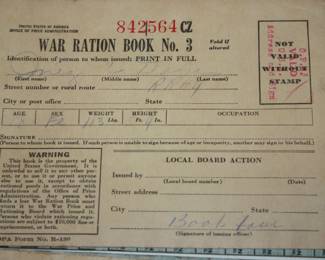 UNITED STATES OF AMERICA
OFFICE OF PRICE ADMINISTRATION
842564 CZ
WAR RATION BOOK No. 3
Void if altered
Identification of person to whom issued: PRINT IN FULL
(First name) (Middle name) (Last name)
Street number or rural route
City or post office State
AGE SEX WEIGHT HEIGHT OCCUPATION
Lbs. Ft. In.
SIGNATURE
(Person to whom book is issued. If such person is unable to sign because of age or incapacity, another may sign in his behalf.)
NOT VALID WITHOUT STAMP
WARNING
This book is the property of the United States Government. It is unlawful to sell it to any other person, or to use it or permit anyone else to use it, except to obtain rationed goods in accordance with regulations of the Office of Price Administration. Any person who finds a lost War Ration Book must return it to the War Price and Rationing Board which issued it. Persons who violate rationing regulations are subject to $10,000 fine or imprisonment, or both.
LOCAL BOARD ACTION
Issued by
(Local board number) (Date)
Street address
City State
Book four
(Signature of issuing officer)
OPA Form No. R-130